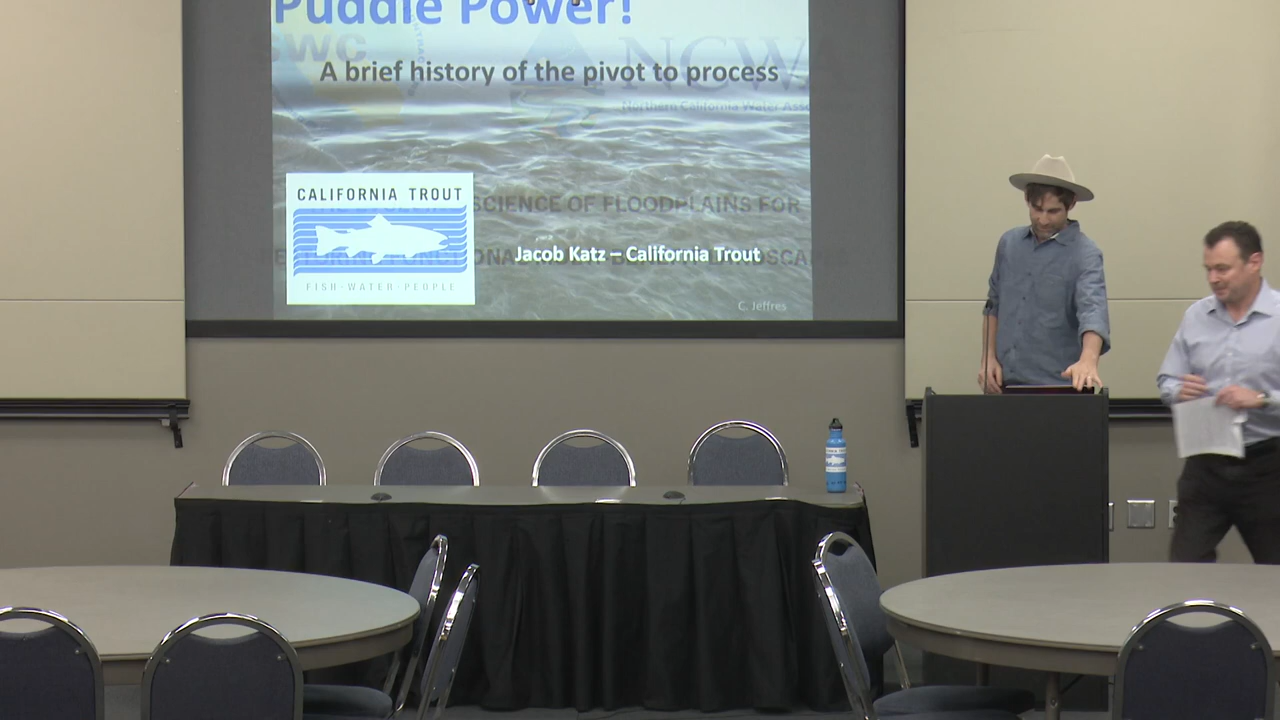 Puddle Power!
SWC
NCWA
A brief history of the pivot to process
Northern California Water Asso
CALIFORNIA TROUT
SCIENCE OF FLOODPLAINS FOR
Jacob Katz – California Trout
FISH·WATER·PEOPLE
C. Jeffres